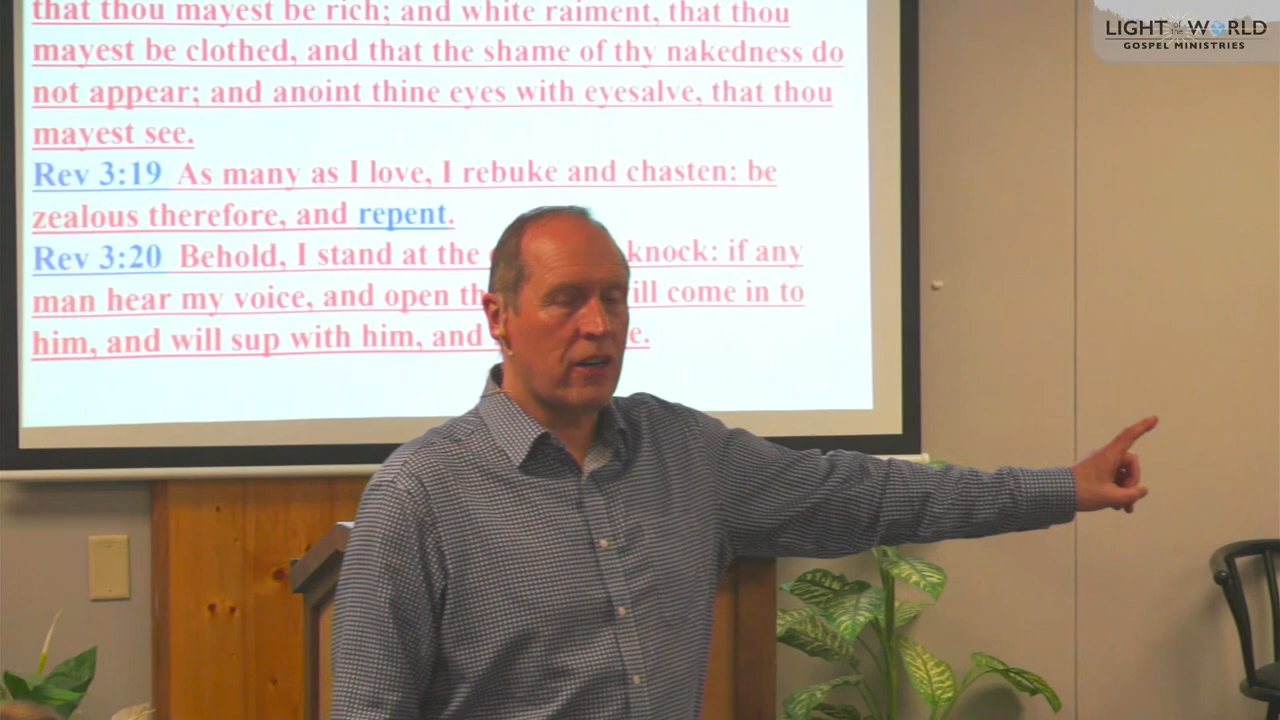 that thou mayest be rich; and white raiment, that thou
mayest be clothed, and that the shame of thy nakedness do
not appear; and anoint thine eyes with eyesalve, that thou
mayest see.
Rev 3:19 As many as I love, I rebuke and chasten: be
zealous therefore, and repent.
Rev 3:20 Behold, I stand at the knock: if any
man hear my voice, and open ill come in to
him, and will sup with him, and e.
LIGHT of the WORLD
GOSPEL MINISTRIES